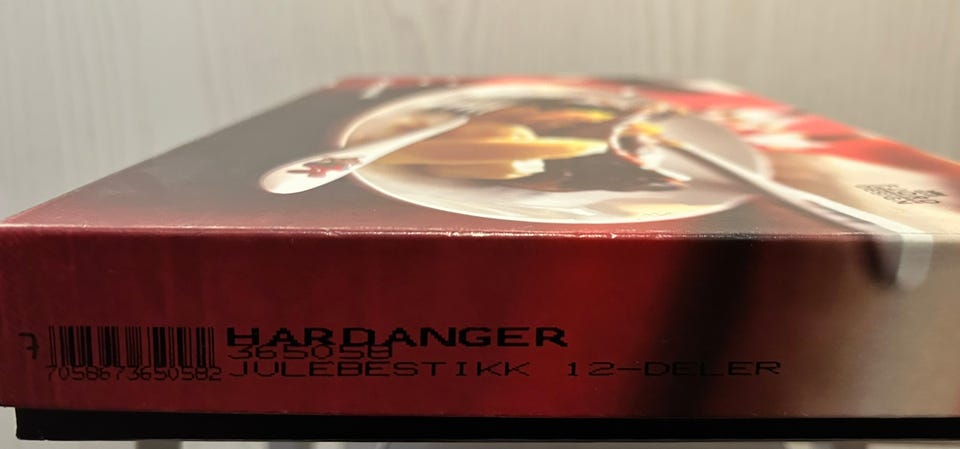 HARDANGER
365058
7 JULEBESTIKK 12-DELER
7058673650582